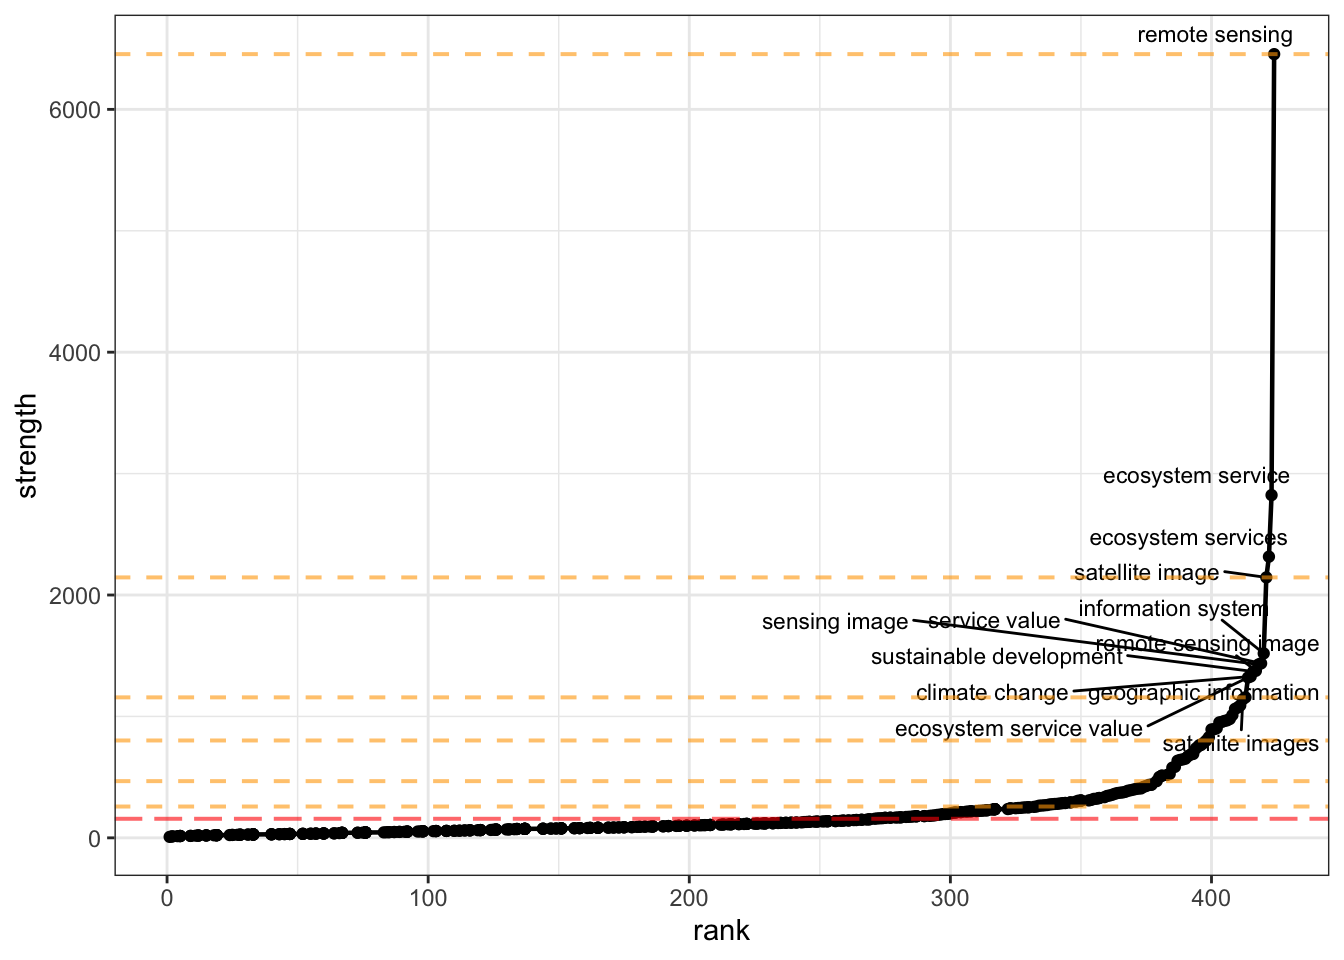 remote sensing
6000
4000
strength
ecosystem service
ecosystem services
satellite image
2000
information system
sensing image
service value
remote sensing image
sustainable development
climate change
geographic information
ecosystem service value
satellite images
0
0
100
200
300
400
rank